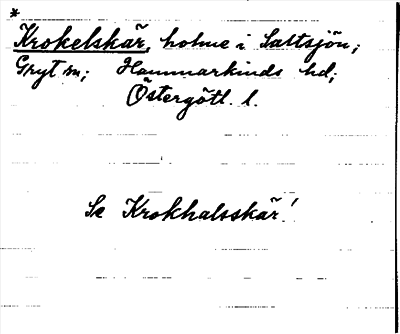 *
Krokelskär, holme i Saltsjön;
Gryt sn; Hammarkinds hd;
Östergötl. l.
Se Krokhalsskär!